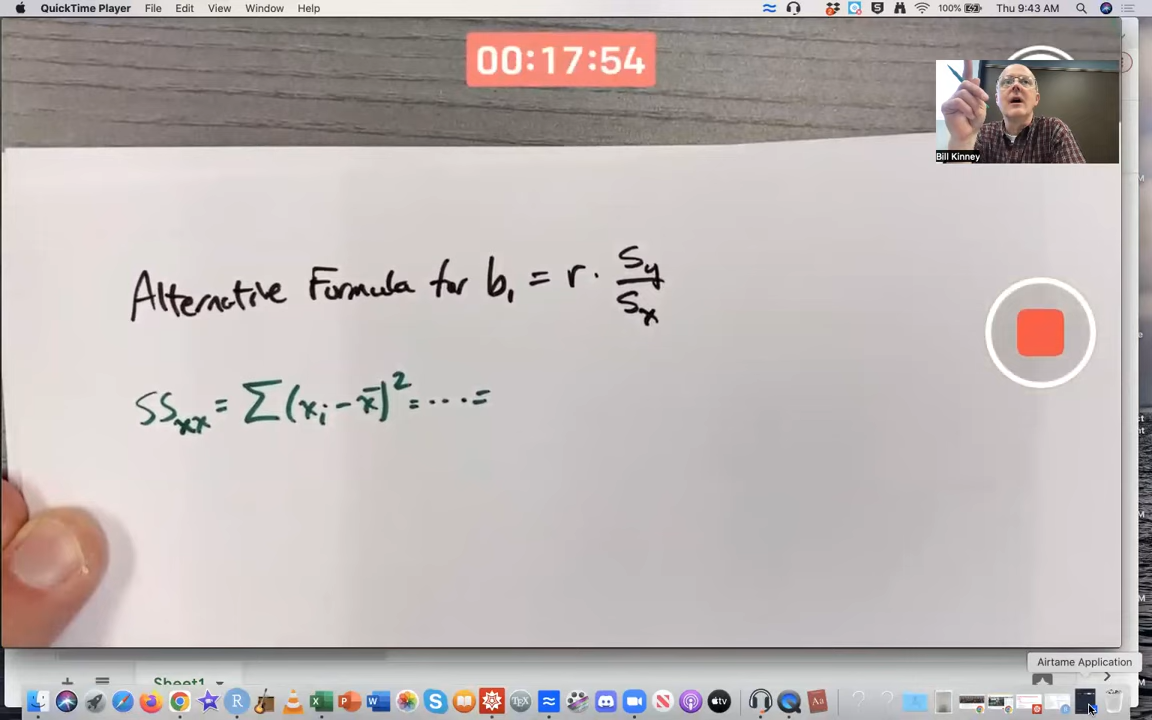 QuickTime Player File Edit View Window Help 100% Thu 9:43 AM
00:17:54
Bill Kinney
Alternative Formula for b₁ = r · Sy/Sx
SSxx = Σ(xᵢ - x̄)² = ... =
Airtame Application
Sheet1